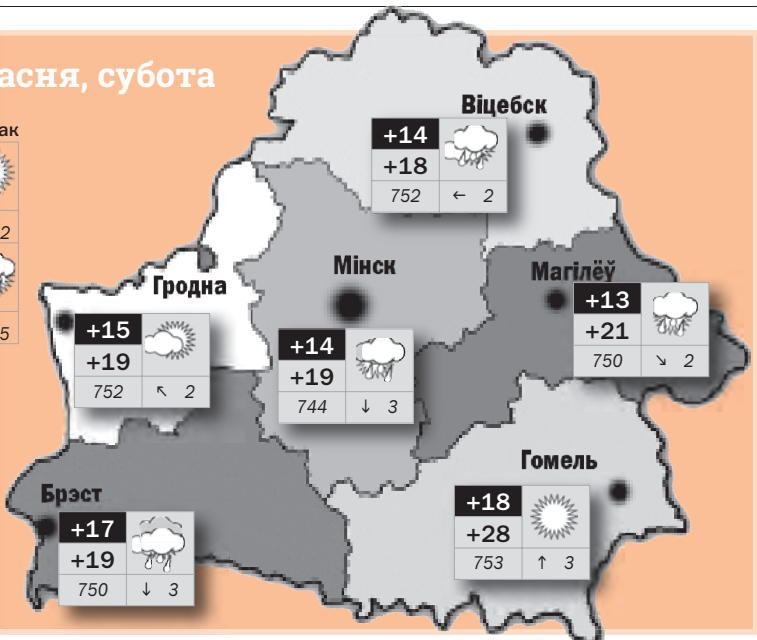 асня, субота
ак
2
5
Віцебск
+14
+18
752 ← 2
Мінск
+14
+19
744 ↓ 3
Магілёў
+13
+21
750 ↘ 2
Гродна
+15
+19
752 ↖ 2
Гомель
+18
+28
753 ↑ 3
Брэст
+17
+19
750 ↓ 3